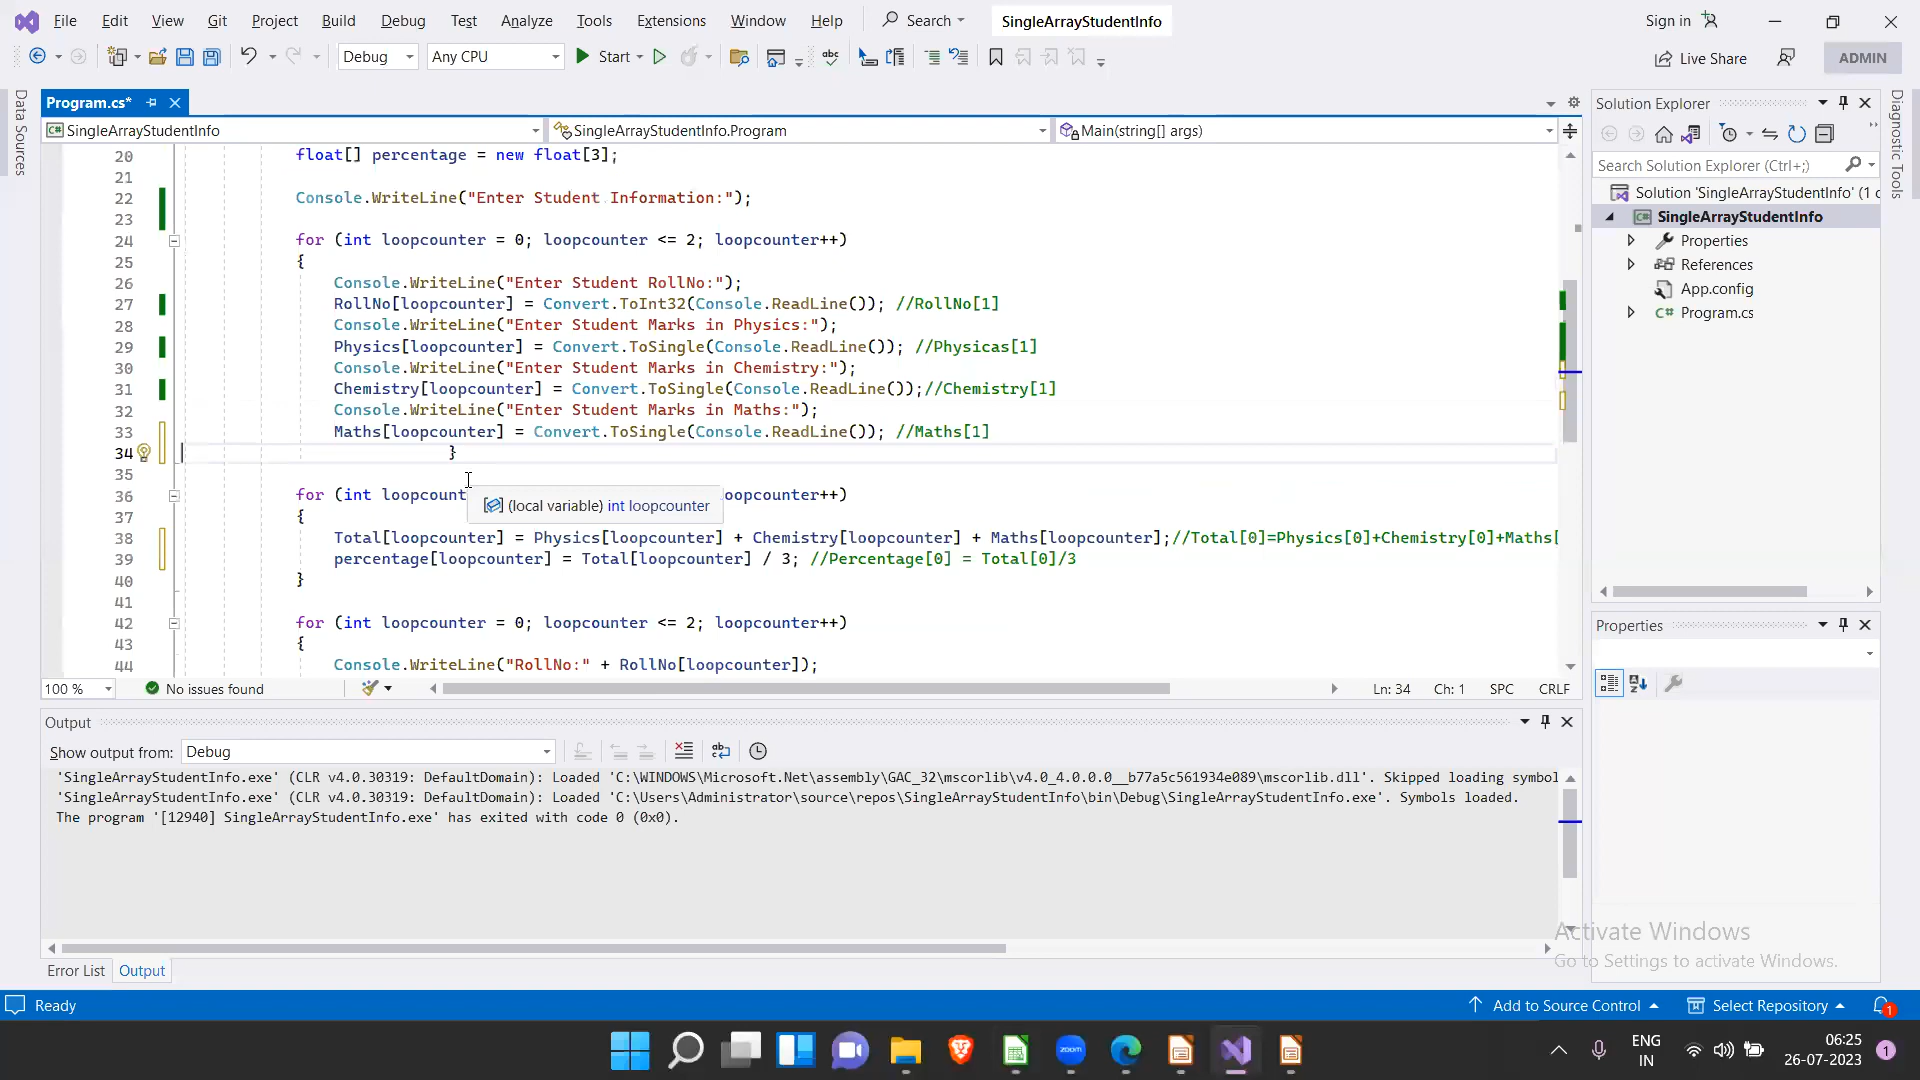 File Edit View Git Project Build Debug Test Analyze Tools Extensions Window Help Search SingleArrayStudentInfo Sign in
Debug Any CPU Start Live Share ADMIN
Data Sources
Program.cs*
SingleArrayStudentInfo SingleArrayStudentInfo.Program Main(string[] args)
20 float[] percentage = new float[3];
21
22 Console.WriteLine("Enter Student Information:");
23
24 for (int loopcounter = 0; loopcounter <= 2; loopcounter++)
25 {
26 Console.WriteLine("Enter Student RollNo:");
27 RollNo[loopcounter] = Convert.ToInt32(Console.ReadLine()); //RollNo[1]
28 Console.WriteLine("Enter Student Marks in Physics:");
29 Physics[loopcounter] = Convert.ToSingle(Console.ReadLine()); //Physicas[1]
30 Console.WriteLine("Enter Student Marks in Chemistry:");
31 Chemistry[loopcounter] = Convert.ToSingle(Console.ReadLine());//Chemistry[1]
32 Console.WriteLine("Enter Student Marks in Maths:");
33 Maths[loopcounter] = Convert.ToSingle(Console.ReadLine()); //Maths[1]
34 }
35
36 for (int loopcount loopcounter++)
(local variable) int loopcounter
37 {
38 Total[loopcounter] = Physics[loopcounter] + Chemistry[loopcounter] + Maths[loopcounter];//Total[0]=Physics[0]+Chemistry[0]+Maths[
39 percentage[loopcounter] = Total[loopcounter] / 3; //Percentage[0] = Total[0]/3
40 }
41
42 for (int loopcounter = 0; loopcounter <= 2; loopcounter++)
43 {
44 Console.WriteLine("RollNo:" + RollNo[loopcounter]);
100 % No issues found Ln: 34 Ch: 1 SPC CRLF
Output
Show output from: Debug
'SingleArrayStudentInfo.exe' (CLR v4.0.30319: DefaultDomain): Loaded 'C:\WINDOWS\Microsoft.Net\assembly\GAC_32\mscorlib\v4.0_4.0.0.0__b77a5c561934e089\mscorlib.dll'. Skipped loading symbol
'SingleArrayStudentInfo.exe' (CLR v4.0.30319: DefaultDomain): Loaded 'C:\Users\Administrator\source\repos\SingleArrayStudentInfo\bin\Debug\SingleArrayStudentInfo.exe'. Symbols loaded.
The program '[12940] SingleArrayStudentInfo.exe' has exited with code 0 (0x0).
Error List Output
Solution Explorer
Search Solution Explorer (Ctrl+;)
Solution 'SingleArrayStudentInfo' (1
SingleArrayStudentInfo
Properties
References
App.config
C# Program.cs
Diagnostic Tools
Properties
Activate Windows
Go to Settings to activate Windows.
Ready Add to Source Control Select Repository 1
zoom
ENG
IN
06:25
26-07-2023
1